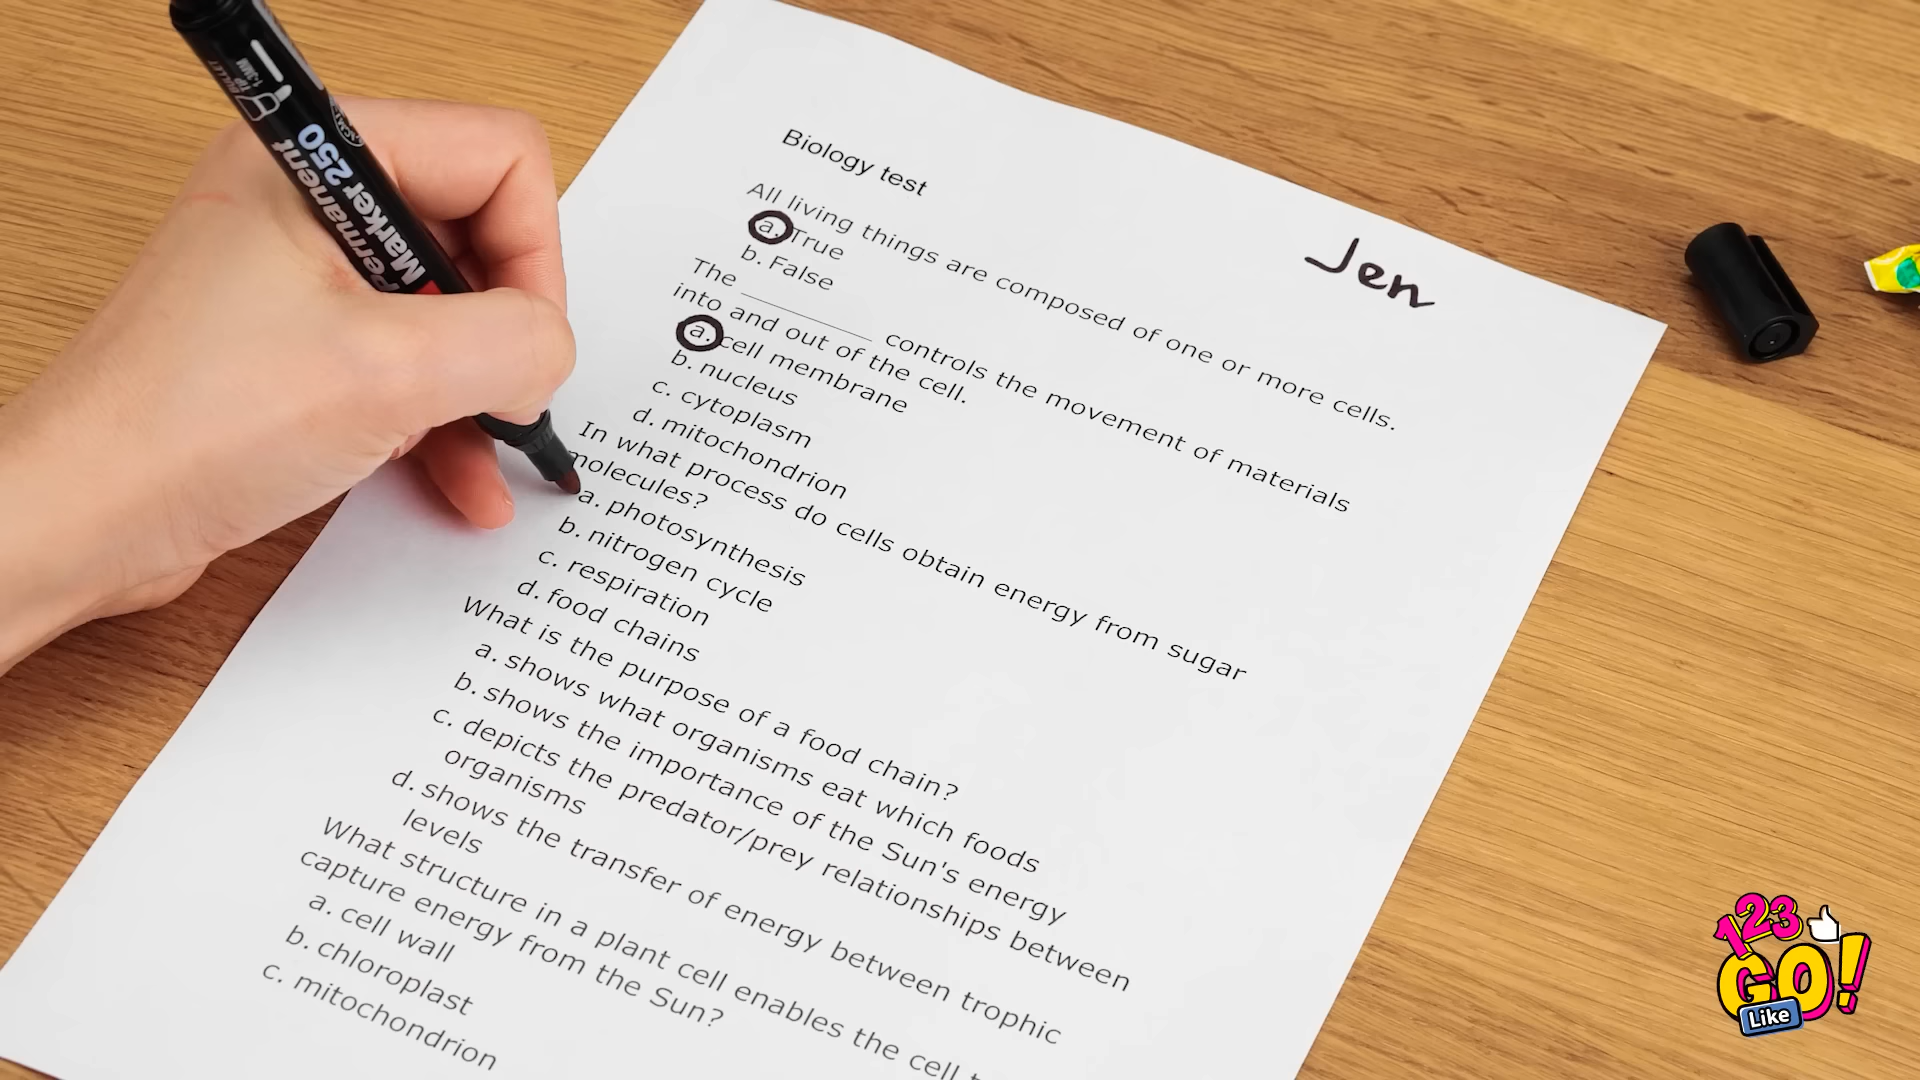 Biology test
Jen
All living things are composed of one or more cells.
a. True
b. False
The __________ controls the movement of materials
into and out of the cell.
a. cell membrane
b. nucleus
c. cytoplasm
d. mitochondrion
In what process do cells obtain energy from sugar
molecules?
a. photosynthesis
b. nitrogen cycle
c. respiration
d. food chains
What is the purpose of a food chain?
a. shows what organisms eat which foods
b. shows the importance of the Sun's energy
c. depicts the predator/prey relationships between
organisms
d. shows the transfer of energy between trophic
levels
What structure in a plant cell enables the cell
capture energy from the Sun?
a. cell wall
b. chloroplast
c. mitochondrion
Permanent
Marker 250
BULLET
TIP
1-3MM
123
GO!
Like